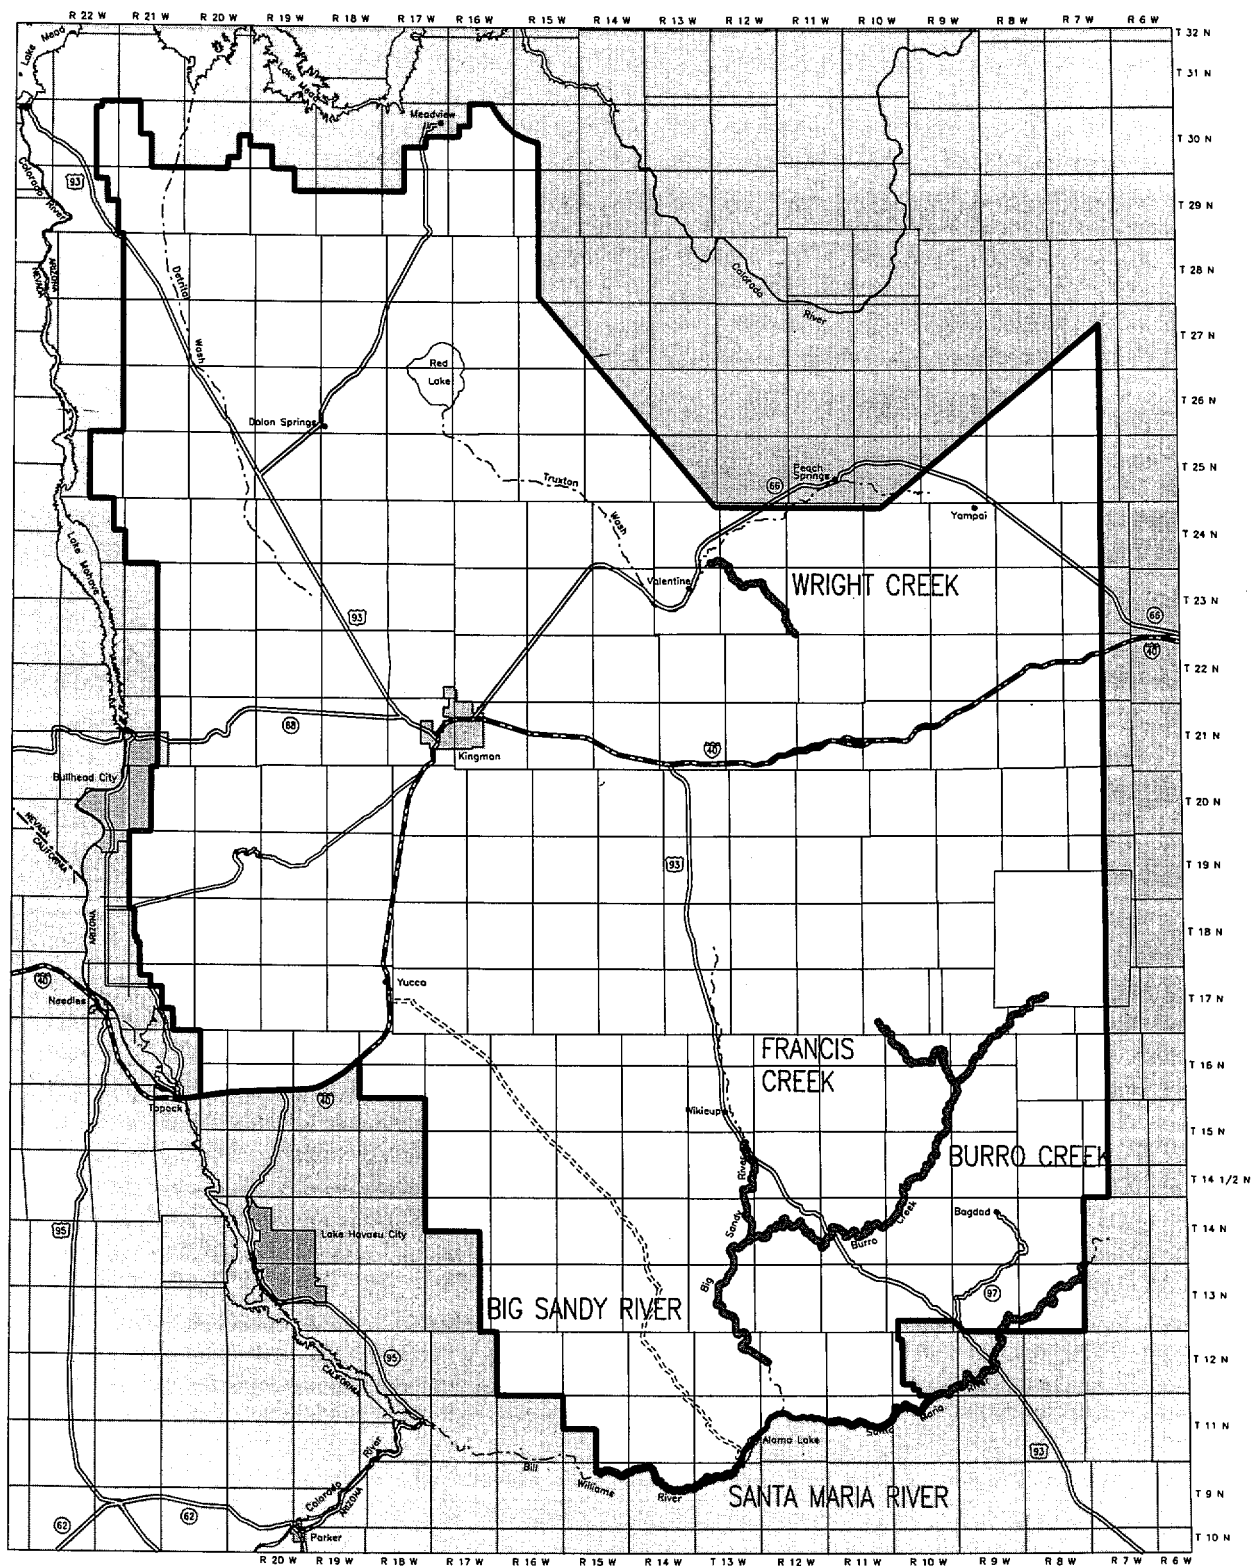 R 22 W R 21 W R 20 W R 19 W R 18 W R 17 W R 16 W R 15 W R 14 W R 13 W R 12 W R 11 W R 10 W R 9 W R 8 W R 7 W R 6 W
T 32 N
Lake Mead
T 31 N
Lake Mead
Meadview
T 30 N
93
Colorado River
T 29 N
ARIZONA
NEVADA
Detrital
Wash
Colorado
River
T 28 N
T 27 N
Red
Lake
T 26 N
Dolan Springs
Peach
Springs
T 25 N
Truxton
Wash
66
Yampai
T 24 N
Lake Mohave
Valentine
WRIGHT CREEK
T 23 N
93
66
40
T 22 N
68
40
T 21 N
Kingman
Bullhead City
T 20 N
NEVADA
CALIFORNIA
93
T 19 N
ARIZONA
T 18 N
40
Needles
Yucca
T 17 N
FRANCIS
CREEK
T 16 N
Topock
40
Wikieup
T 15 N
BURRO CREEK
River
T 14 1/2 N
Sandy
Creek
Bagdad
95
Lake Havasu City
Burro
T 14 N
Big
BIG SANDY RIVER
97
T 13 N
95
CALIFORNIA
T 12 N
River
Maria
Santa
T 11 N
Alamo Lake
93
River
Bill
Williams
River
Colorado
ARIZONA
SANTA MARIA RIVER
T 9 N
62
62
Parker
T 10 N
R 20 W R 19 W R 18 W R 17 W R 16 W R 15 W R 14 W T 13 W R 12 W R 11 W R 10 W R 9 W R 8 W R 7 W R 6 W